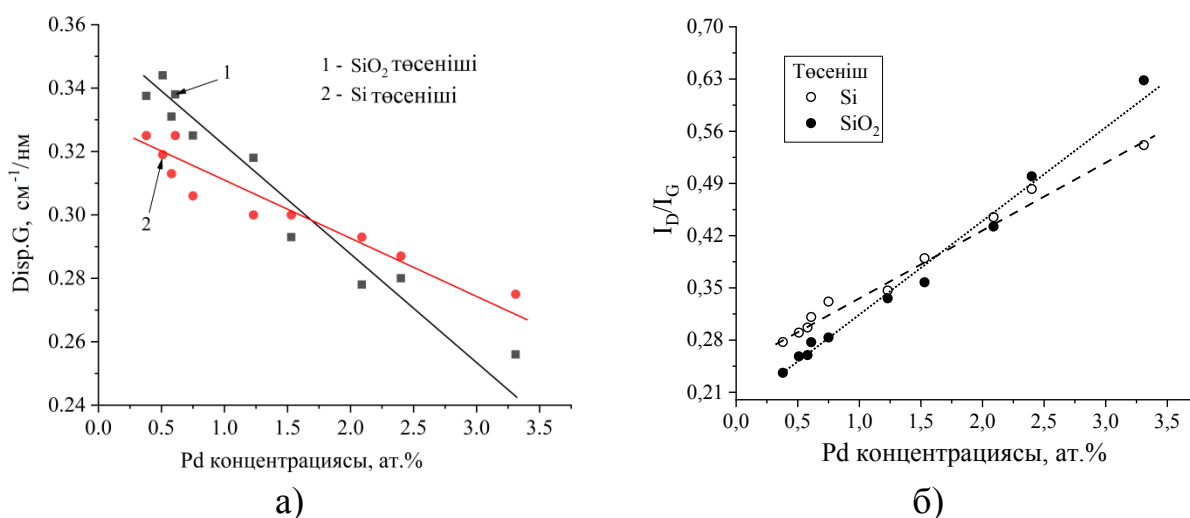 0.36
0.34
0.32
0.30
0.28
0.26
0.24
Disp.G, см⁻¹/нм
1
2
1 - SiO₂ төсеніші
2 - Si төсеніші
0.0 0.5 1.0 1.5 2.0 2.5 3.0 3.5
Pd концентрациясы, ат.%
а)
0,70
0,63
0,56
0,49
0,42
0,35
0,28
0,21
I_D/I_G
Төсеніш
Si
SiO₂
0,0 0,5 1,0 1,5 2,0 2,5 3,0 3,5
Pd концентрациясы, ат.%
б)